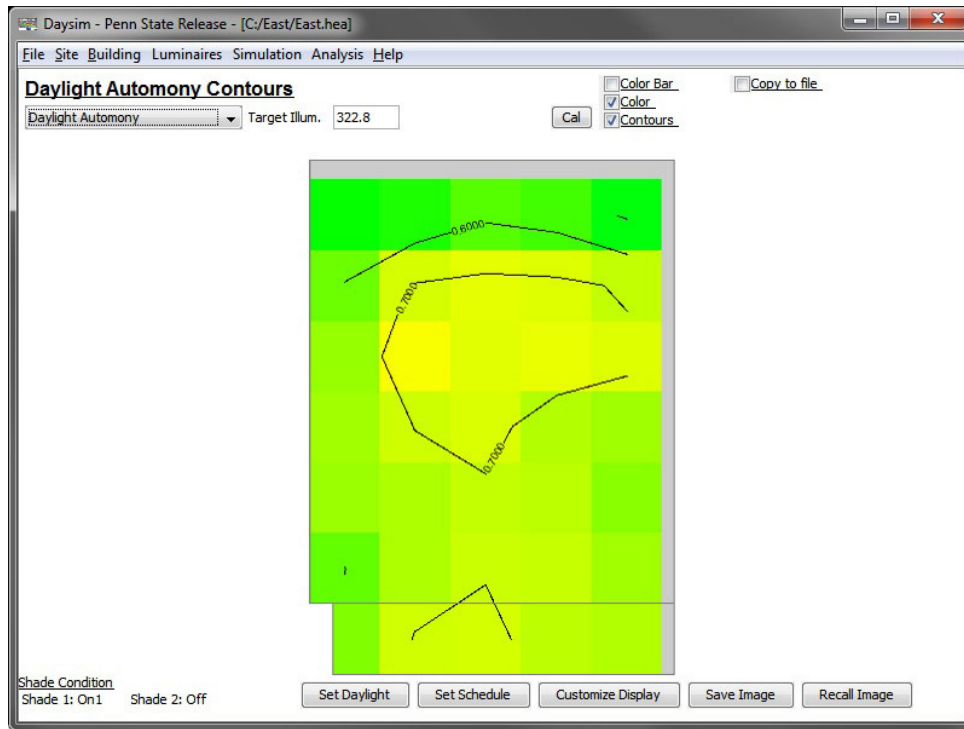 Daysim - Penn State Release - [C:/East/East.hea]
File Site Building Luminaires Simulation Analysis Help
Daylight Automony Contours
Color Bar
Copy to file
Daylight Automony
Target Illum.
322.8
Cal
Color
Contours
0.6000
0.7000
0.7000
Shade Condition
Shade 1: On1 Shade 2: Off
Set Daylight
Set Schedule
Customize Display
Save Image
Recall Image